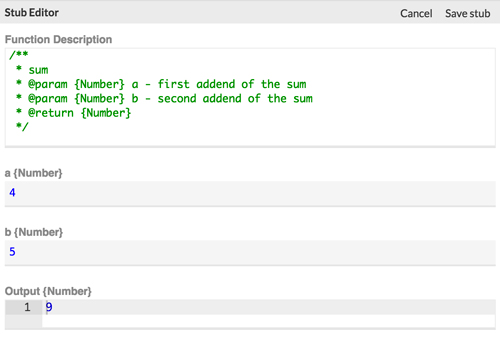 Stub Editor Cancel Save stub
Function Description
/**
* sum
* @param {Number} a - first addend of the sum
* @param {Number} b - second addend of the sum
* @return {Number}
*/
a {Number}
4
b {Number}
5
Output {Number}
1 9